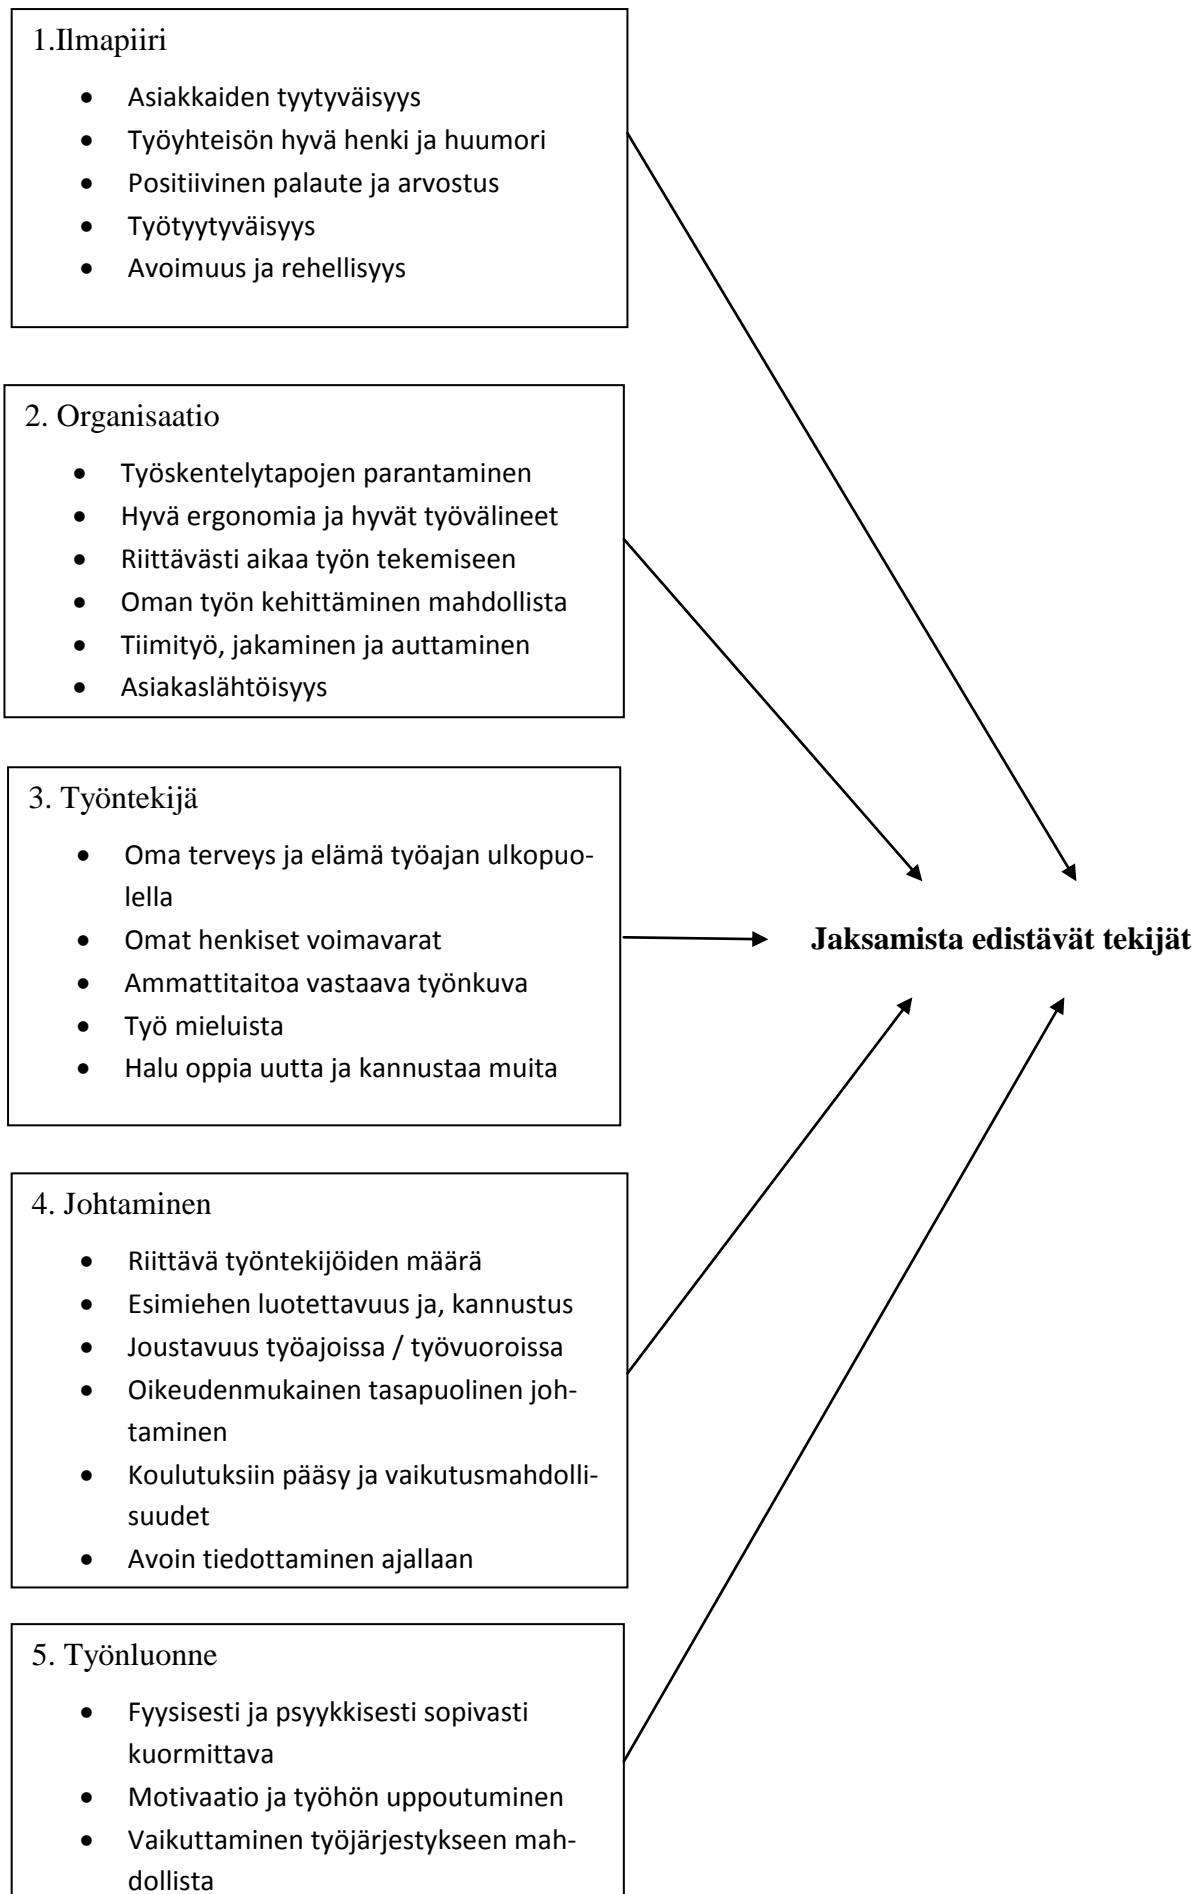 1.Ilmapiiri
• Asiakkaiden tyytyväisyys
• Työyhteisön hyvä henki ja huumori
• Positiivinen palaute ja arvostus
• Työtyytyväisyys
• Avoimuus ja rehellisyys
2. Organisaatio
• Työskentelytapojen parantaminen
• Hyvä ergonomia ja hyvät työvälineet
• Riittävästi aikaa työn tekemiseen
• Oman työn kehittäminen mahdollista
• Tiimityö, jakaminen ja auttaminen
• Asiakaslähtöisyys
3. Työntekijä
• Oma terveys ja elämä työajan ulkopuo-
lella
• Omat henkiset voimavarat
• Ammattitaitoa vastaava työnkuva
• Työ mieluista
• Halu oppia uutta ja kannustaa muita
Jaksamista edistävät tekijät
4. Johtaminen
• Riittävä työntekijöiden määrä
• Esimiehen luotettavuus ja, kannustus
• Joustavuus työajoissa / työvuoroissa
• Oikeudenmukainen tasapuolinen joh-
taminen
• Koulutuksiin pääsy ja vaikutusmahdolli-
suudet
• Avoin tiedottaminen ajallaan
5. Työnluonne
• Fyysisesti ja psyykkisesti sopivasti
kuormittava
• Motivaatio ja työhön uppoutuminen
• Vaikuttaminen työjärjestykseen mah-
dollista